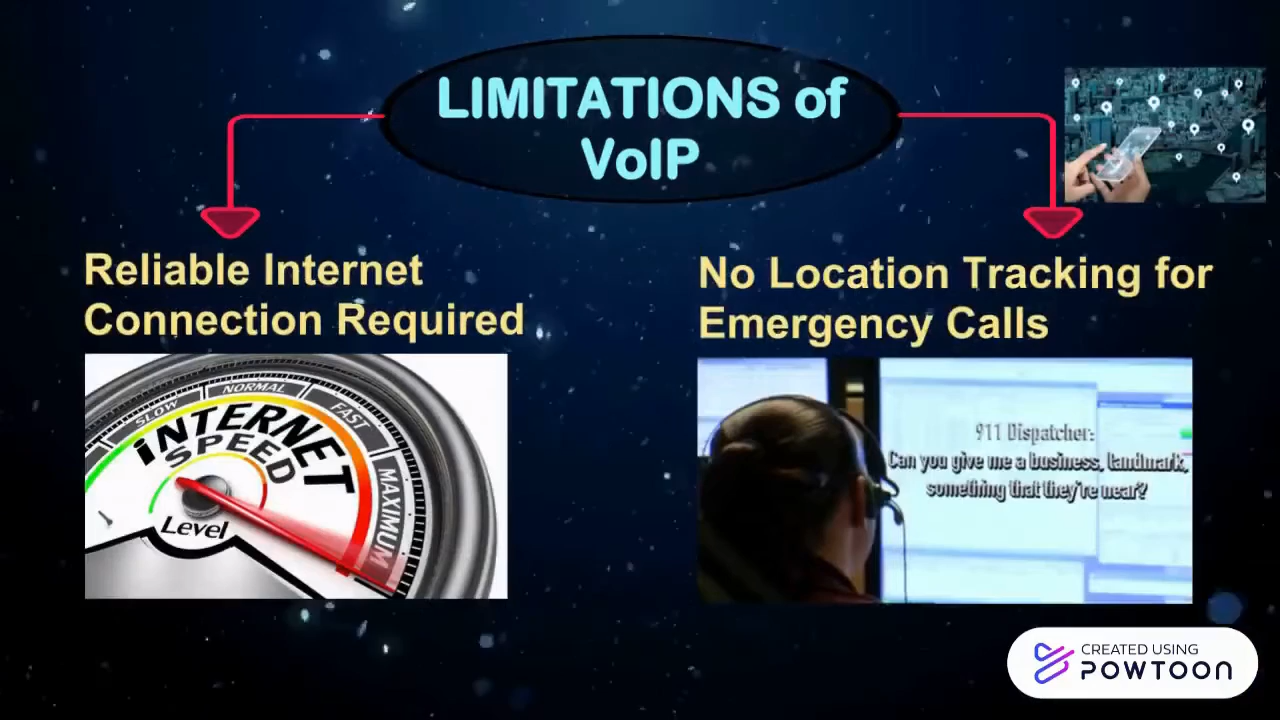 LIMITATIONS of
VoIP
Reliable Internet
Connection Required
No Location Tracking for
Emergency Calls
SLOW
NORMAL
FAST
MAXIMUM
INTERNET
SPEED
Level
911 Dispatcher:
Can you give me a business, landmark,
something that they're near?
CREATED USING
POWTOON